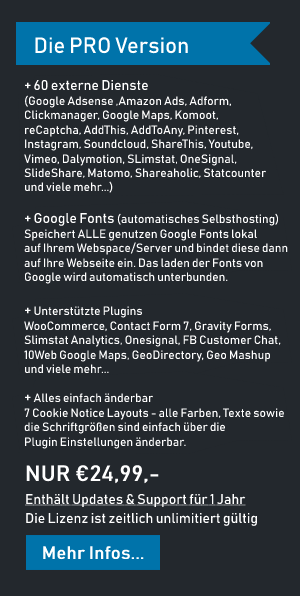 Die PRO Version
+ 60 externe Dienste
(Google Adsense ,Amazon Ads, Adform,
Clickmanager, Google Maps, Komoot,
reCaptcha, AddThis, AddToAny, Pinterest,
Instagram, Soundcloud, ShareThis, Youtube,
Vimeo, Dalymotion, SLimstat, OneSignal,
SlideShare, Matomo, Shareaholic, Statcounter
und viele mehr...)
+ Google Fonts (automatisches Selbsthosting)
Speichert ALLE genutzen Google Fonts lokal
auf Ihrem Webspace/Server und bindet diese dann
auf Ihre Webseite ein. Das laden der Fonts von
Google wird automatisch unterbunden.
+ Unterstützte Plugins
WooCommerce, Contact Form 7, Gravity Forms,
Slimstat Analytics, Onesignal, FB Customer Chat,
10Web Google Maps, GeoDirectory, Geo Mashup
und viele mehr...
+ Alles einfach änderbar
7 Cookie Notice Layouts - alle Farben, Texte sowie
die Schriftgrößen sind einfach über die
Plugin Einstellungen änderbar.
NUR €24,99,-
Enthält Updates & Support für 1 Jahr
Die Lizenz ist zeitlich unlimitiert gültig
Mehr Infos...